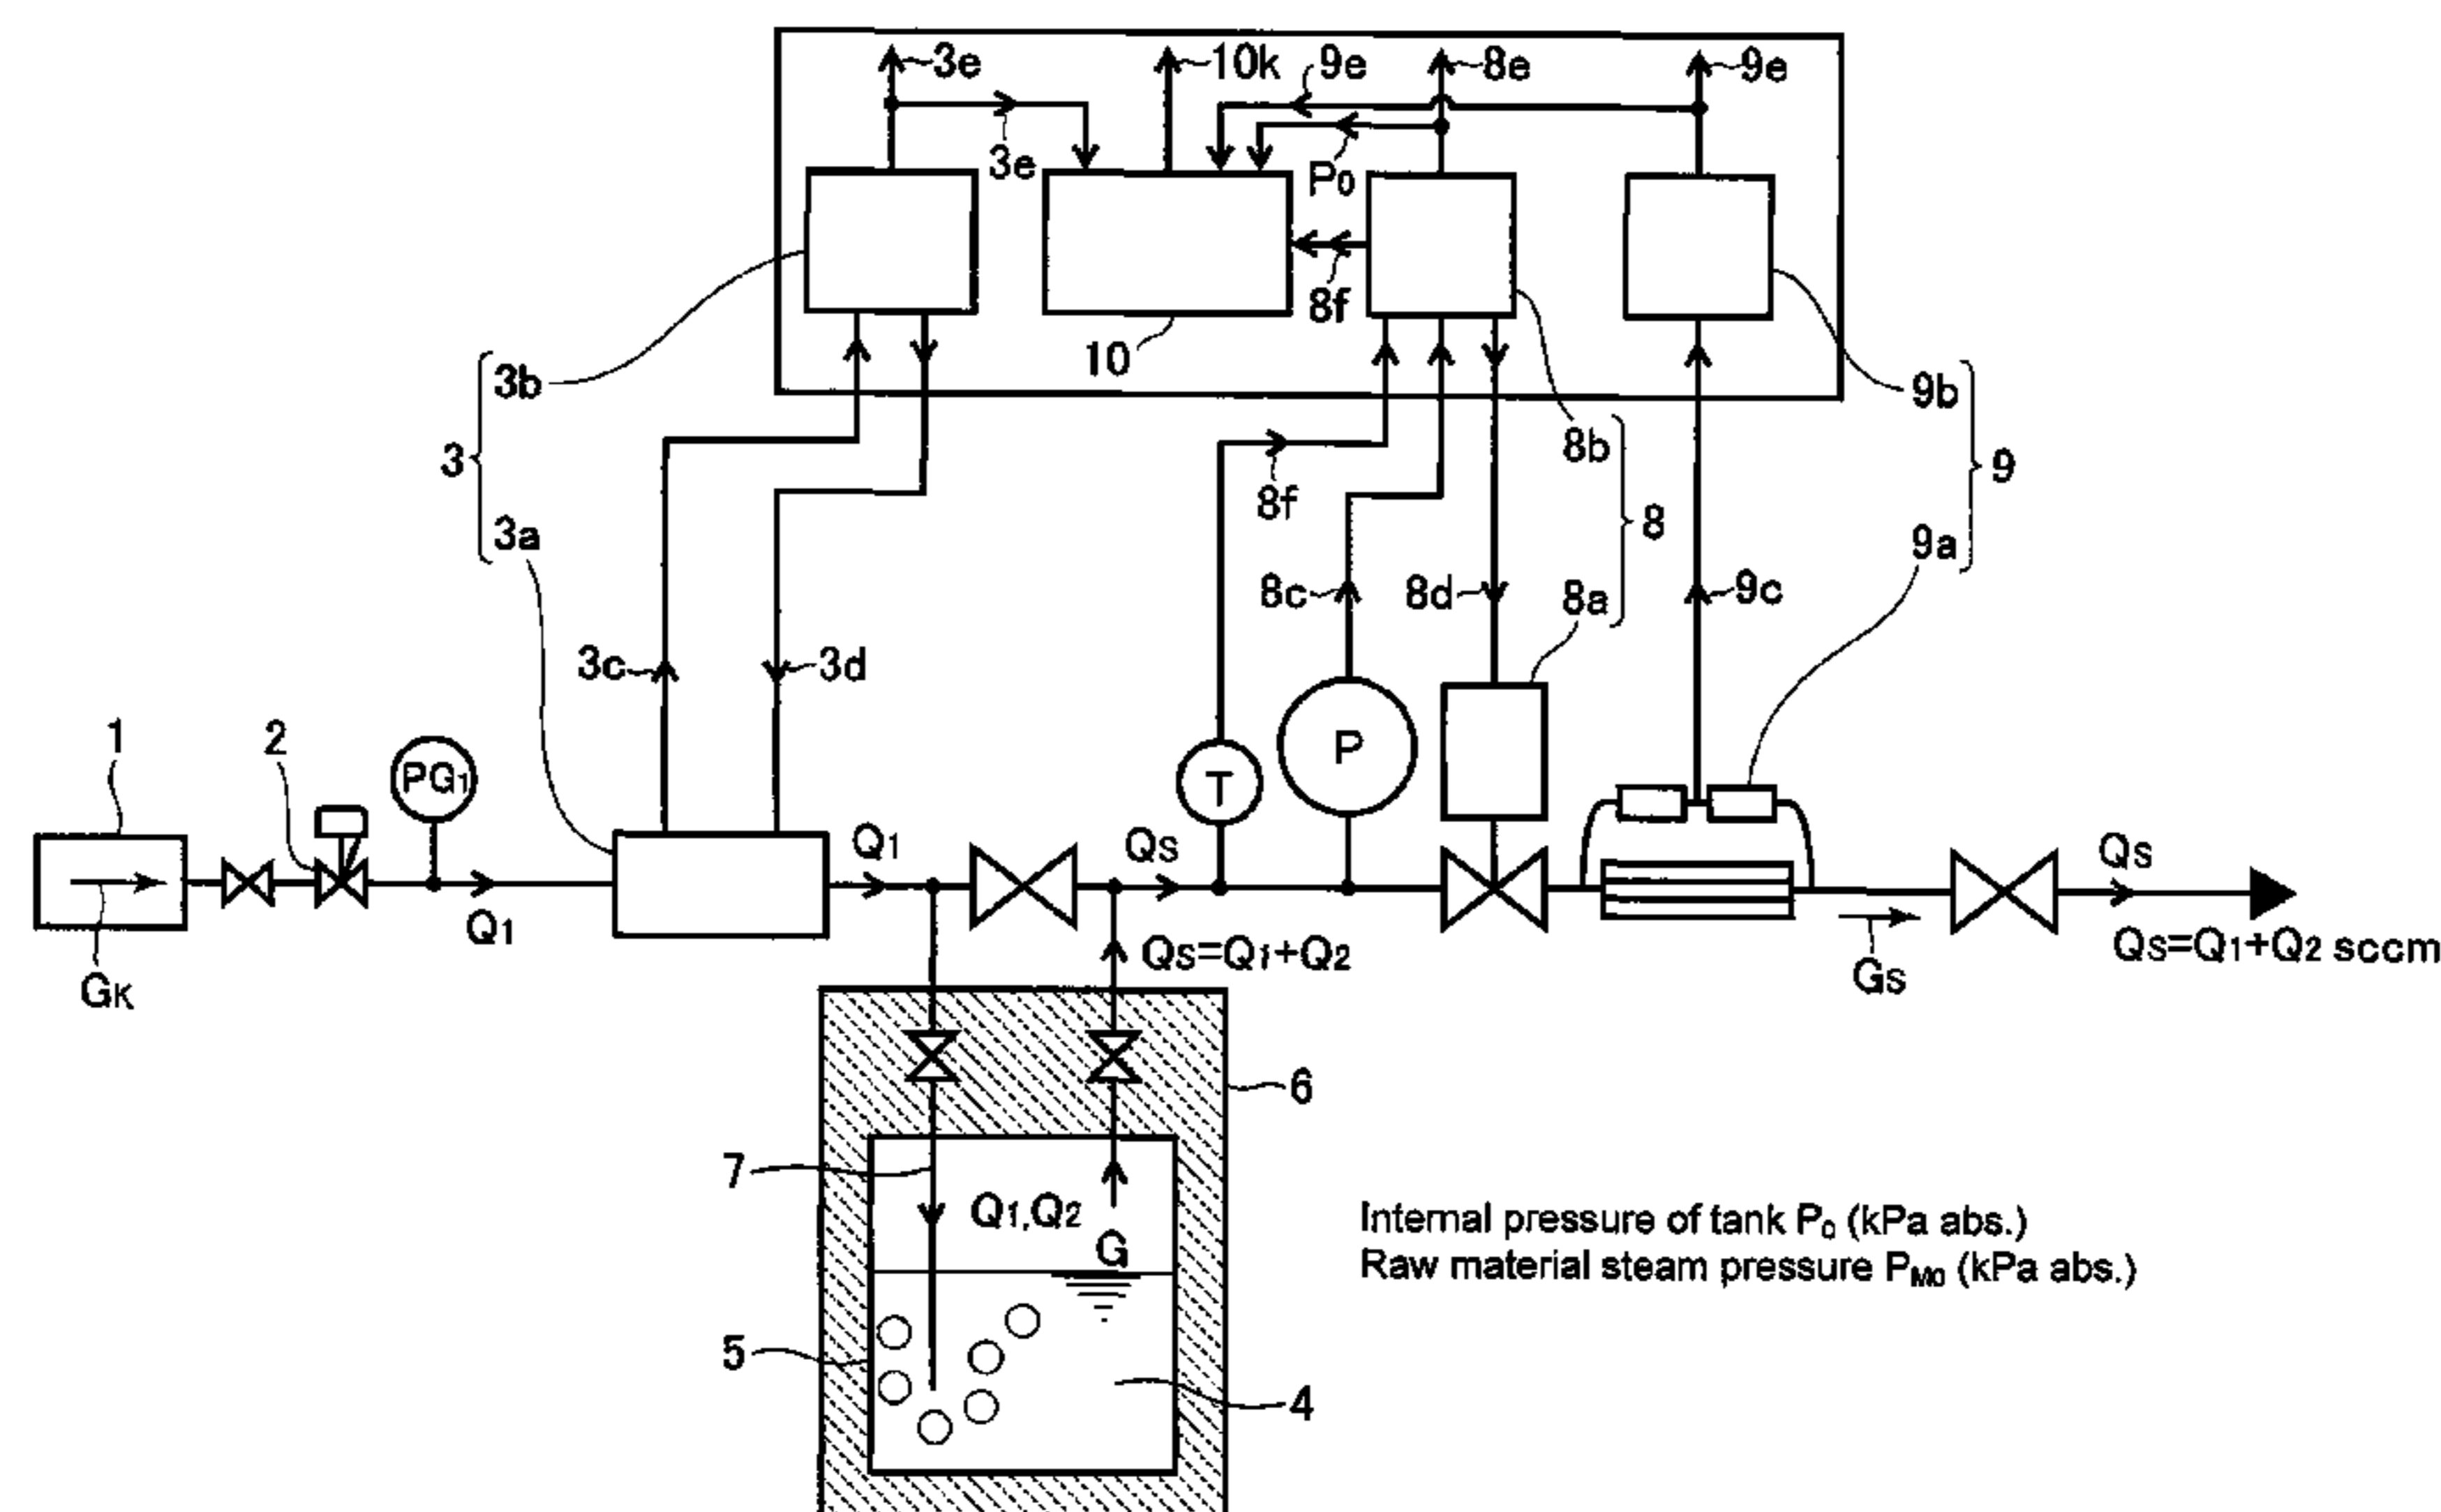 3e
10k
9e
8e
9e
3e
P0
8f
10
3b
3
3a
9b
9
9a
8b
8
8a
8f
8c
8d
9c
3c
3d
1
2
PG1
P
T
Q1
QS
QS
Q1
GK
QS=Q1+Q2
GS
QS=Q1+Q2 sccm
6
7
Q1,Q2
G
Internal pressure of tank P0 (kPa abs.)
Raw material steam pressure PM0 (kPa abs.)
5
4